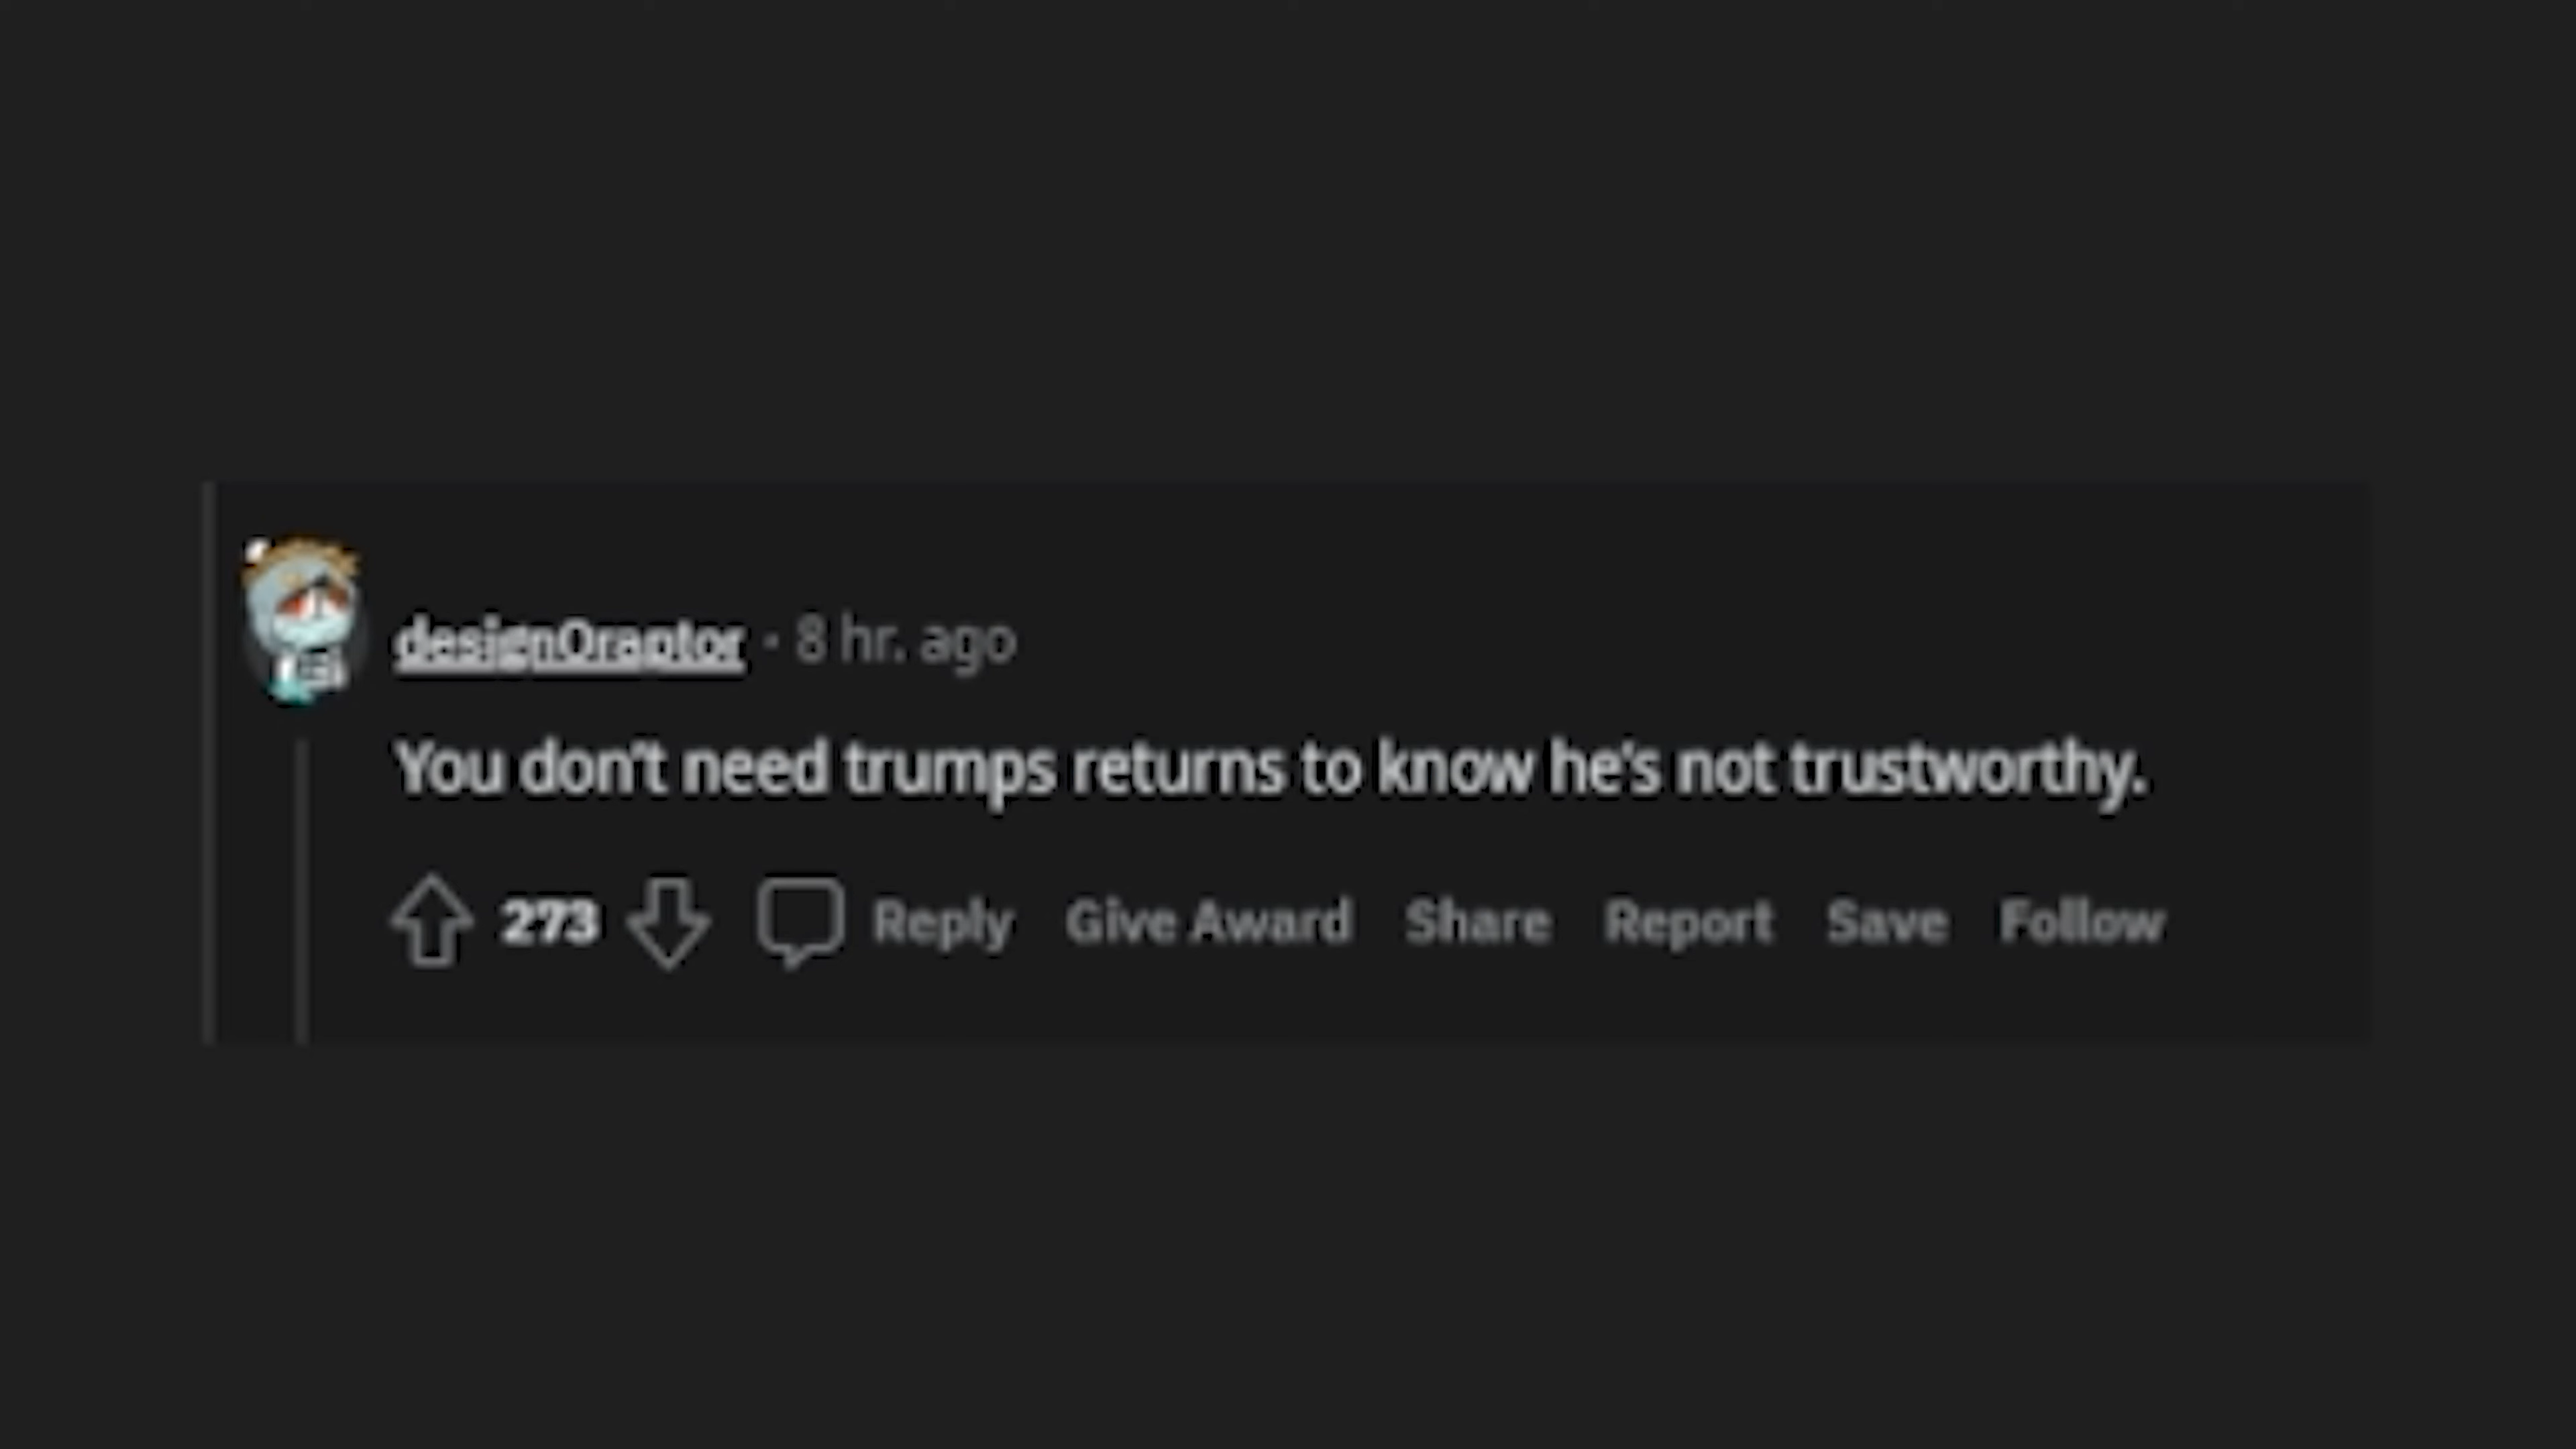 designOraptor · 8 hr. ago
You don't need trumps returns to know he's not trustworthy.
273 Reply Give Award Share Report Save Follow